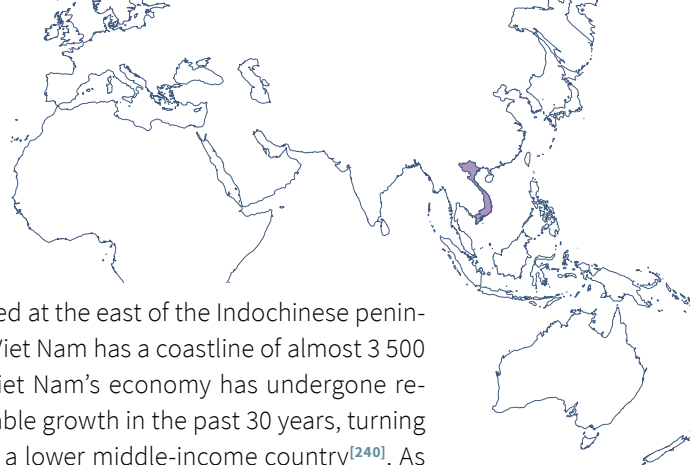 ed at the east of the Indochinese penin-
Viet Nam has a coastline of almost 3 500
iet Nam’s economy has undergone re-
able growth in the past 30 years, turning
a lower middle-income country[240]. As